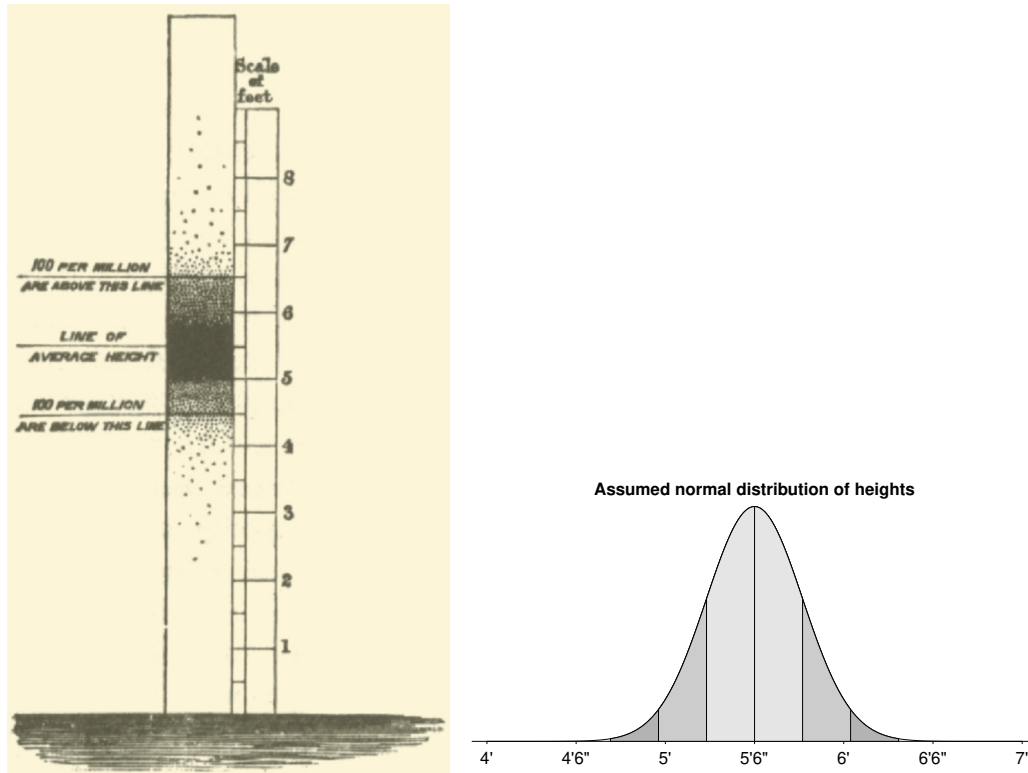 Scale
of
feet
8
7
100 PER MILLION
ARE ABOVE THIS LINE
6
LINE OF
AVERAGE HEIGHT
5
100 PER MILLION
ARE BELOW THIS LINE
4
3
2
1
Assumed normal distribution of heights
4' 4'6" 5' 5'6" 6' 6'6" 7'